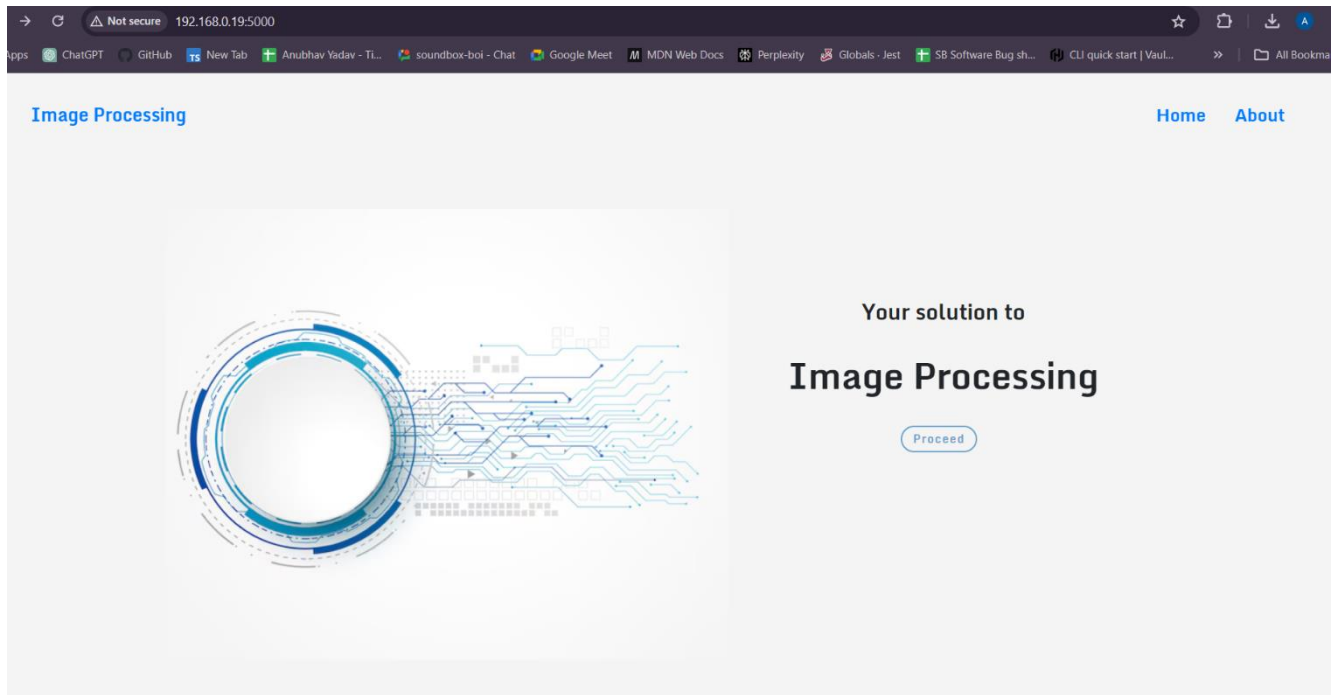 Not secure 192.168.0.19:5000 A
Apps ChatGPT GitHub TS New Tab Anubhav Yadav - Ti... soundbox-boi - Chat Google Meet M MDN Web Docs Perplexity Globals · Jest SB Software Bug sh... CLI quick start | Vaul... » All Bookma
Image Processing Home About
Your solution to
Image Processing
Proceed